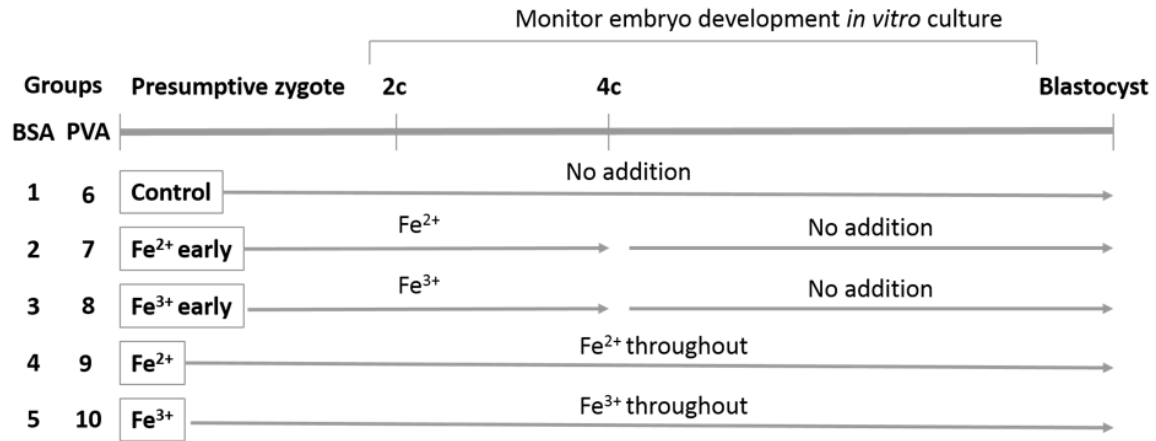 Monitor embryo development in vitro culture
Groups Presumptive zygote 2c 4c Blastocyst
BSA PVA
No addition
1 6 Control
Fe²⁺ No addition
2 7 Fe²⁺ early
Fe³⁺ No addition
3 8 Fe³⁺ early
Fe²⁺ throughout
4 9 Fe²⁺
Fe³⁺ throughout
5 10 Fe³⁺